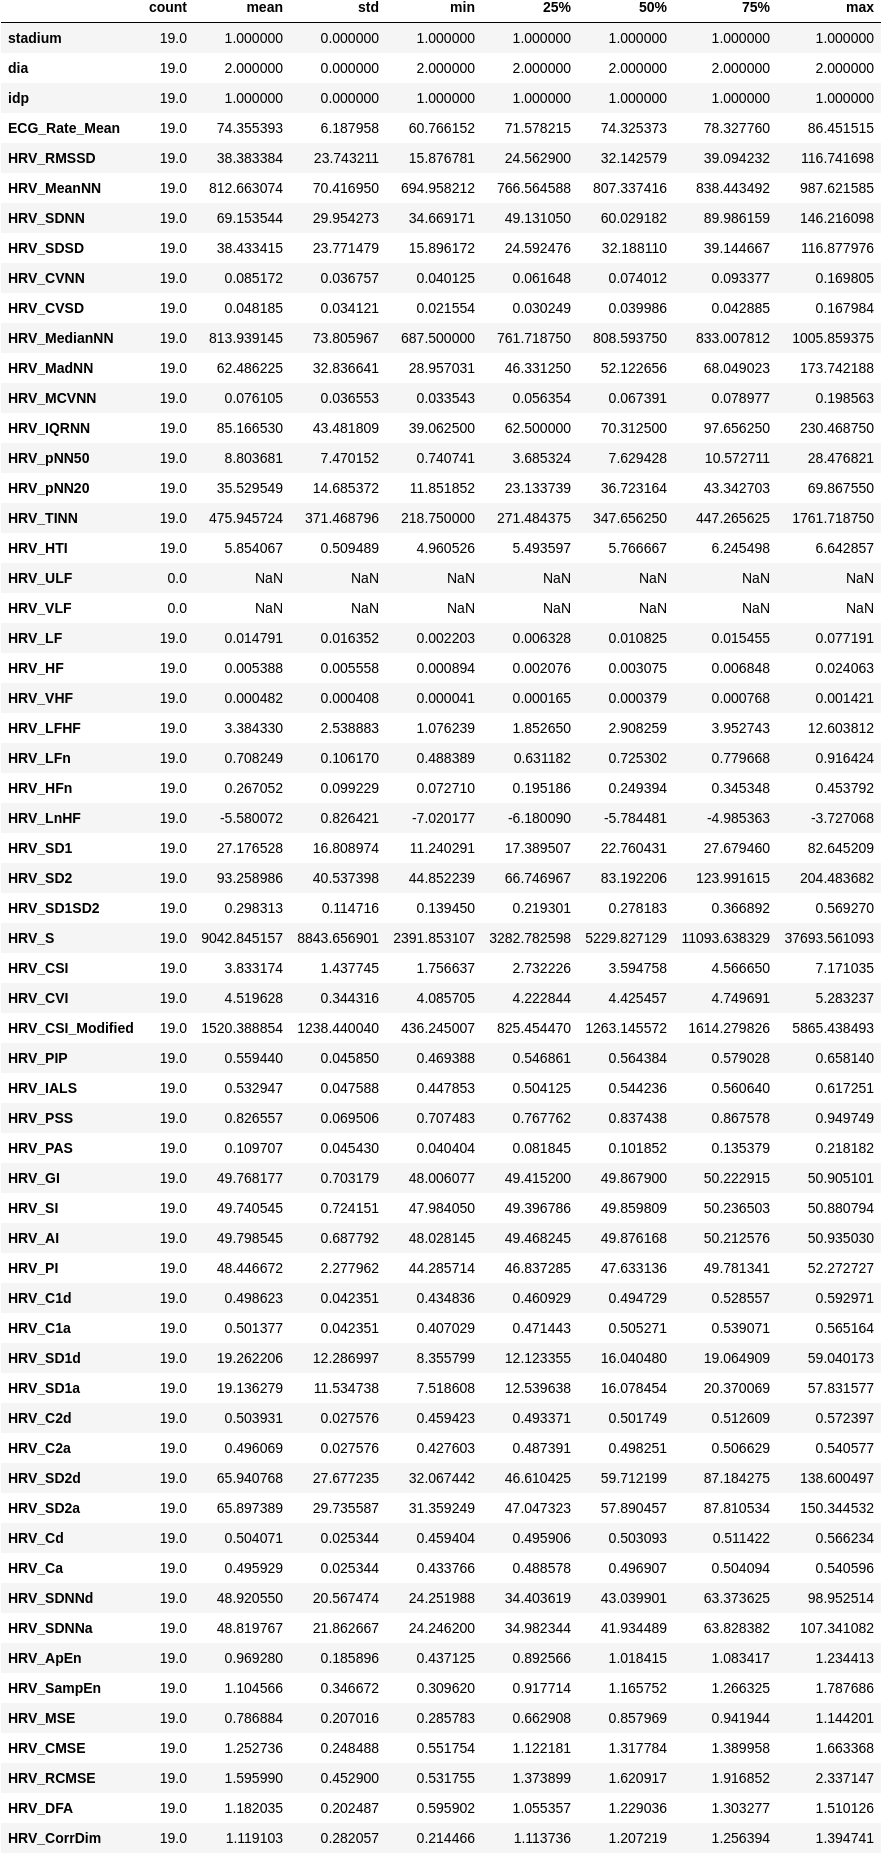 count mean std min 25% 50% 75% max
stadium 19.0 1.000000 0.000000 1.000000 1.000000 1.000000 1.000000 1.000000
dia 19.0 2.000000 0.000000 2.000000 2.000000 2.000000 2.000000 2.000000
idp 19.0 1.000000 0.000000 1.000000 1.000000 1.000000 1.000000 1.000000
ECG_Rate_Mean 19.0 74.355393 6.187958 60.766152 71.578215 74.325373 78.327760 86.451515
HRV_RMSSD 19.0 38.383384 23.743211 15.876781 24.562900 32.142579 39.094232 116.741698
HRV_MeanNN 19.0 812.663074 70.416950 694.958212 766.564588 807.337416 838.443492 987.621585
HRV_SDNN 19.0 69.153544 29.954273 34.669171 49.131050 60.029182 89.986159 146.216098
HRV_SDSD 19.0 38.433415 23.771479 15.896172 24.592476 32.188110 39.144667 116.877976
HRV_CVNN 19.0 0.085172 0.036757 0.040125 0.061648 0.074012 0.093377 0.169805
HRV_CVSD 19.0 0.048185 0.034121 0.021554 0.030249 0.039986 0.042885 0.167984
HRV_MedianNN 19.0 813.939145 73.805967 687.500000 761.718750 808.593750 833.007812 1005.859375
HRV_MadNN 19.0 62.486225 32.836641 28.957031 46.331250 52.122656 68.049023 173.742188
HRV_MCVNN 19.0 0.076105 0.036553 0.033543 0.056354 0.067391 0.078977 0.198563
HRV_IQRNN 19.0 85.166530 43.481809 39.062500 62.500000 70.312500 97.656250 230.468750
HRV_pNN50 19.0 8.803681 7.470152 0.740741 3.685324 7.629428 10.572711 28.476821
HRV_pNN20 19.0 35.529549 14.685372 11.851852 23.133739 36.723164 43.342703 69.867550
HRV_TINN 19.0 475.945724 371.468796 218.750000 271.484375 347.656250 447.265625 1761.718750
HRV_HTI 19.0 5.854067 0.509489 4.960526 5.493597 5.766667 6.245498 6.642857
HRV_ULF 0.0 NaN NaN NaN NaN NaN NaN NaN
HRV_VLF 0.0 NaN NaN NaN NaN NaN NaN NaN
HRV_LF 19.0 0.014791 0.016352 0.002203 0.006328 0.010825 0.015455 0.077191
HRV_HF 19.0 0.005388 0.005558 0.000894 0.002076 0.003075 0.006848 0.024063
HRV_VHF 19.0 0.000482 0.000408 0.000041 0.000165 0.000379 0.000768 0.001421
HRV_LFHF 19.0 3.384330 2.538883 1.076239 1.852650 2.908259 3.952743 12.603812
HRV_LFn 19.0 0.708249 0.106170 0.488389 0.631182 0.725302 0.779668 0.916424
HRV_HFn 19.0 0.267052 0.099229 0.072710 0.195186 0.249394 0.345348 0.453792
HRV_LnHF 19.0 -5.580072 0.826421 -7.020177 -6.180090 -5.784481 -4.985363 -3.727068
HRV_SD1 19.0 27.176528 16.808974 11.240291 17.389507 22.760431 27.679460 82.645209
HRV_SD2 19.0 93.258986 40.537398 44.852239 66.746967 83.192206 123.991615 204.483682
HRV_SD1SD2 19.0 0.298313 0.114716 0.139450 0.219301 0.278183 0.366892 0.569270
HRV_S 19.0 9042.845157 8843.656901 2391.853107 3282.782598 5229.827129 11093.638329 37693.561093
HRV_CSI 19.0 3.833174 1.437745 1.756637 2.732226 3.594758 4.566650 7.171035
HRV_CVI 19.0 4.519628 0.344316 4.085705 4.222844 4.425457 4.749691 5.283237
HRV_CSI_Modified 19.0 1520.388854 1238.440040 436.245007 825.454470 1263.145572 1614.279826 5865.438493
HRV_PIP 19.0 0.559440 0.045850 0.469388 0.546861 0.564384 0.579028 0.658140
HRV_IALS 19.0 0.532947 0.047588 0.447853 0.504125 0.544236 0.560640 0.617251
HRV_PSS 19.0 0.826557 0.069506 0.707483 0.767762 0.837438 0.867578 0.949749
HRV_PAS 19.0 0.109707 0.045430 0.040404 0.081845 0.101852 0.135379 0.218182
HRV_GI 19.0 49.768177 0.703179 48.006077 49.415200 49.867900 50.222915 50.905101
HRV_SI 19.0 49.740545 0.724151 47.984050 49.396786 49.859809 50.236503 50.880794
HRV_AI 19.0 49.798545 0.687792 48.028145 49.468245 49.876168 50.212576 50.935030
HRV_PI 19.0 48.446672 2.277962 44.285714 46.837285 47.633136 49.781341 52.272727
HRV_C1d 19.0 0.498623 0.042351 0.434836 0.460929 0.494729 0.528557 0.592971
HRV_C1a 19.0 0.501377 0.042351 0.407029 0.471443 0.505271 0.539071 0.565164
HRV_SD1d 19.0 19.262206 12.286997 8.355799 12.123355 16.040480 19.064909 59.040173
HRV_SD1a 19.0 19.136279 11.534738 7.518608 12.539638 16.078454 20.370069 57.831577
HRV_C2d 19.0 0.503931 0.027576 0.459423 0.493371 0.501749 0.512609 0.572397
HRV_C2a 19.0 0.496069 0.027576 0.427603 0.487391 0.498251 0.506629 0.540577
HRV_SD2d 19.0 65.940768 27.677235 32.067442 46.610425 59.712199 87.184275 138.600497
HRV_SD2a 19.0 65.897389 29.735587 31.359249 47.047323 57.890457 87.810534 150.344532
HRV_Cd 19.0 0.504071 0.025344 0.459404 0.495906 0.503093 0.511422 0.566234
HRV_Ca 19.0 0.495929 0.025344 0.433766 0.488578 0.496907 0.504094 0.540596
HRV_SDNNd 19.0 48.920550 20.567474 24.251988 34.403619 43.039901 63.373625 98.952514
HRV_SDNNa 19.0 48.819767 21.862667 24.246200 34.982344 41.934489 63.828382 107.341082
HRV_ApEn 19.0 0.969280 0.185896 0.437125 0.892566 1.018415 1.083417 1.234413
HRV_SampEn 19.0 1.104566 0.346672 0.309620 0.917714 1.165752 1.266325 1.787686
HRV_MSE 19.0 0.786884 0.207016 0.285783 0.662908 0.857969 0.941944 1.144201
HRV_CMSE 19.0 1.252736 0.248488 0.551754 1.122181 1.317784 1.389958 1.663368
HRV_RCMSE 19.0 1.595990 0.452900 0.531755 1.373899 1.620917 1.916852 2.337147
HRV_DFA 19.0 1.182035 0.202487 0.595902 1.055357 1.229036 1.303277 1.510126
HRV_CorrDim 19.0 1.119103 0.282057 0.214466 1.113736 1.207219 1.256394 1.394741